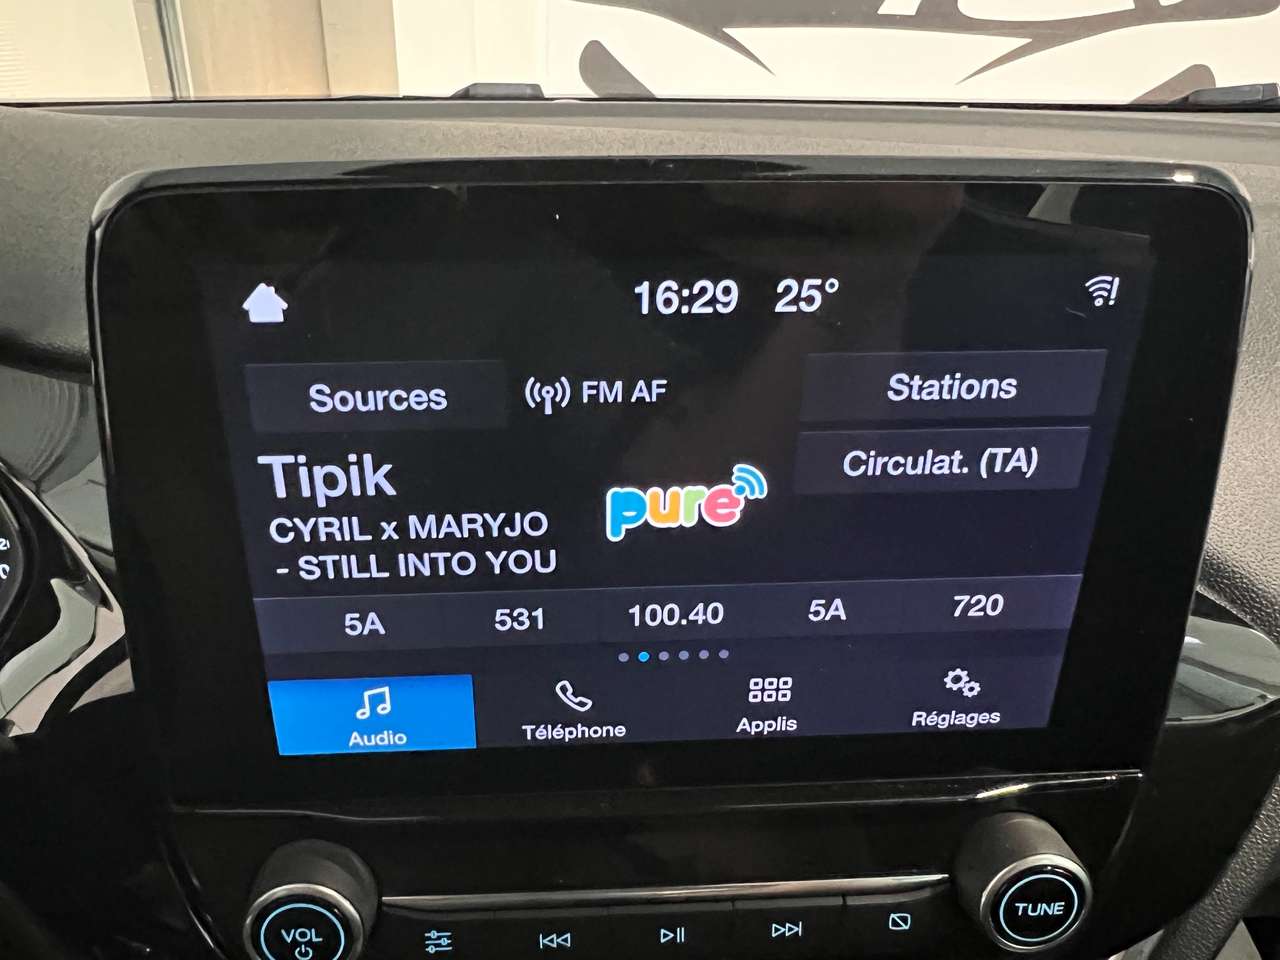 16:29 25°
Sources
FM AF
Stations
Tipik
pure
Circulat. (TA)
CYRIL x MARYJO
- STILL INTO YOU
5A 531 100.40 5A 720
Audio
Téléphone
Applis
Réglages
VOL
TUNE